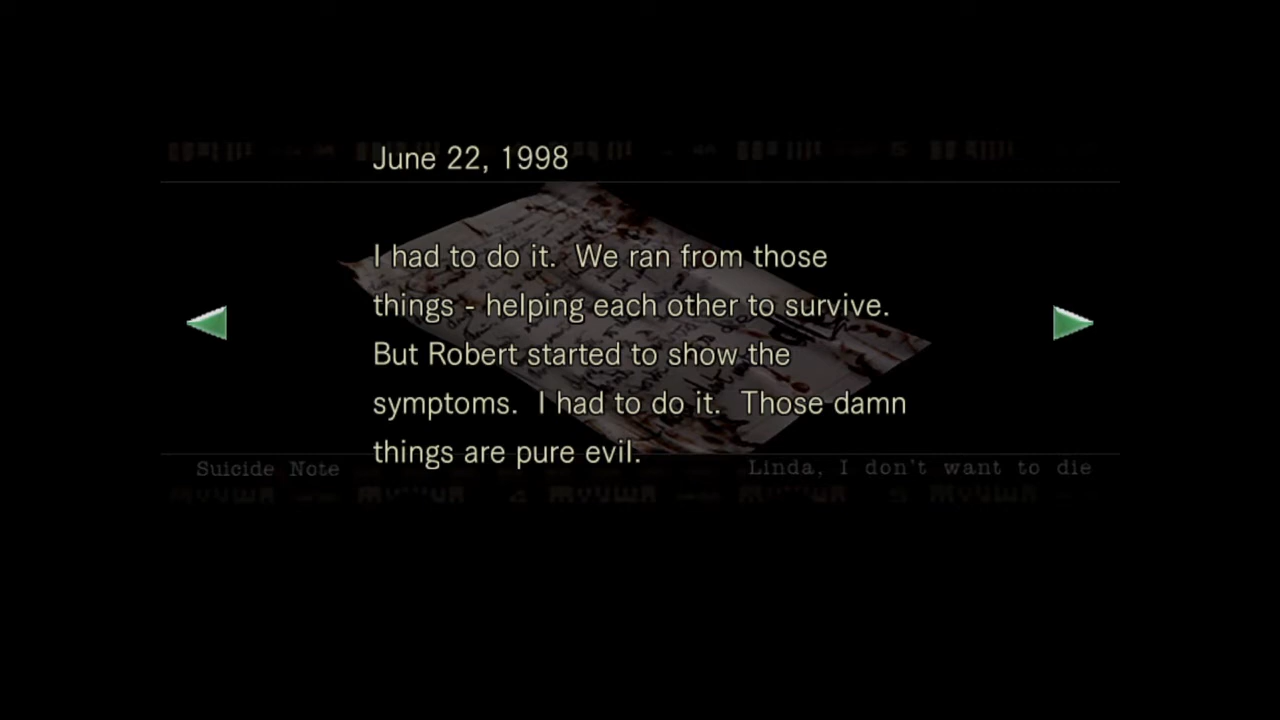 June 22, 1998
I had to do it.  We ran from those
things - helping each other to survive.
But Robert started to show the
symptoms.  I had to do it.  Those damn
things are pure evil.
Suicide Note
Linda, I don't want to die